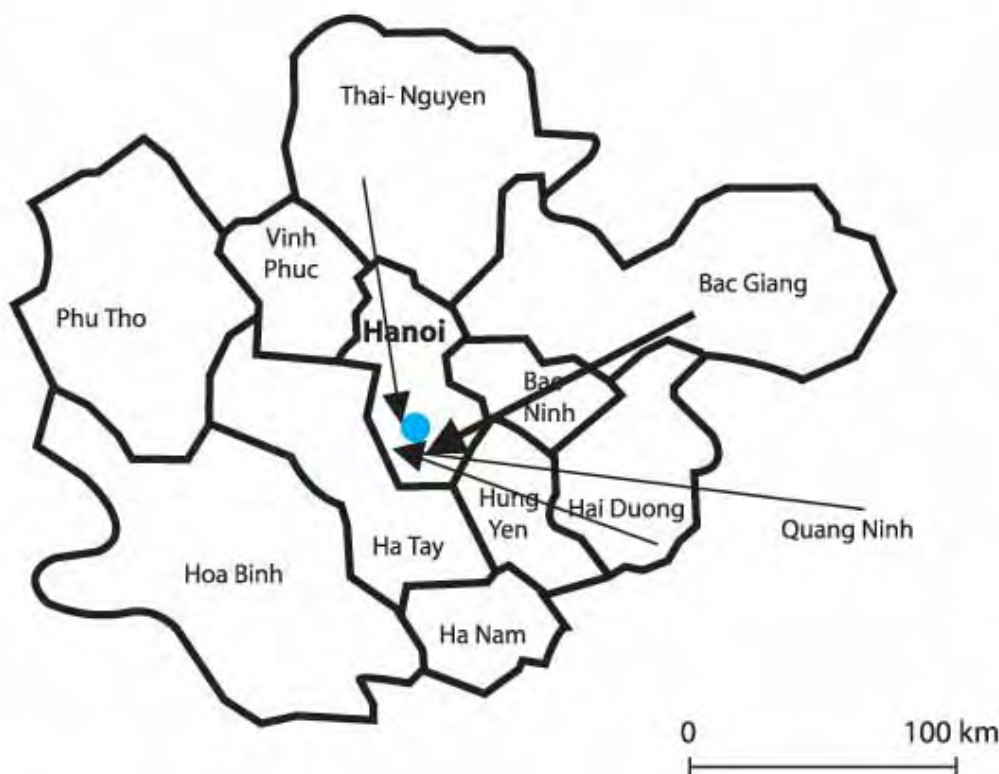 Thai- Nguyen
Vinh
Phuc
Bac Giang
Phu Tho
Hanoi
Bac
Ninh
Hung
Yen
Hai Duong
Quang Ninh
Ha Tay
Hoa Binh
Ha Nam
0
100 km